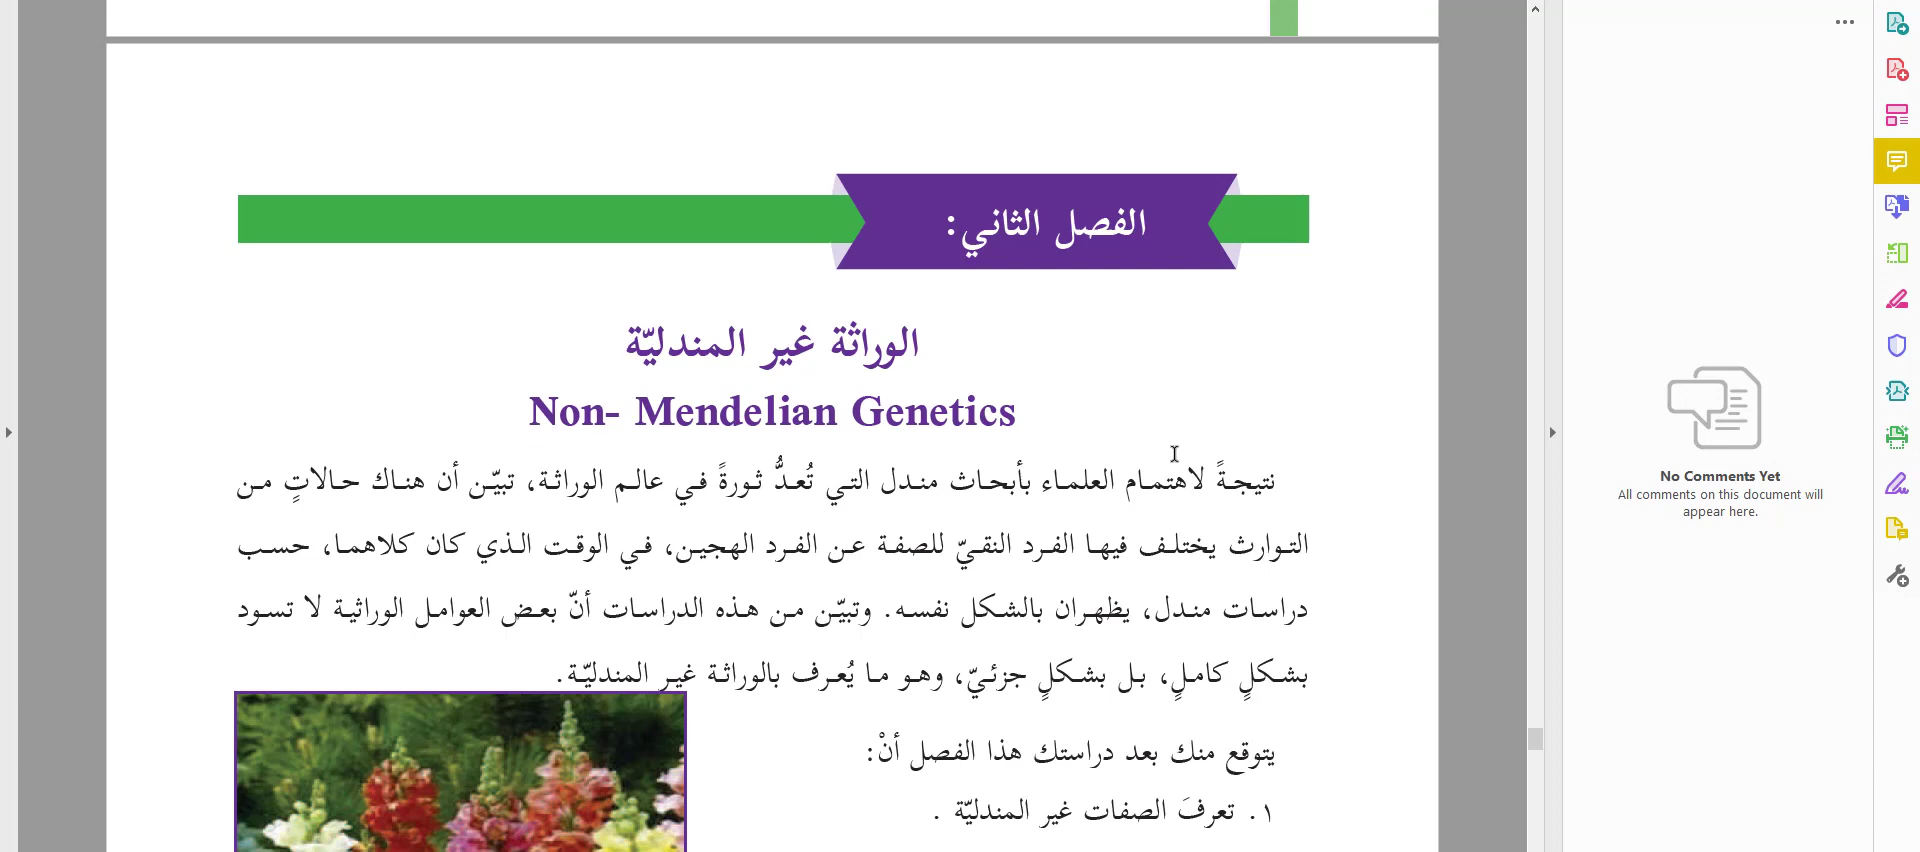 الفصل الثاني:
الوراثة غير المندليّة
Non- Mendelian Genetics
نتيجةً لاهتمام العلماء بأبحاث مندل التي تُعدُّ ثورةً في عالم الوراثة، تبيّن أن هناك حالاتٍ من
التوارث يختلف فيها الفرد النقيّ للصفة عن الفرد الهجين، في الوقت الذي كان كلاهما، حسب
دراسات مندل، يظهران بالشكل نفسه. وتبيّن من هذه الدراسات أنّ بعض العوامل الوراثية لا تسود
بشكلٍ كاملٍ، بل بشكلٍ جزئيّ، وهو ما يُعرف بالوراثة غير المندليّة.
يتوقع منك بعد دراستك هذا الفصل أنْ:
١. تعرفَ الصفات غير المندليّة .
No Comments Yet
All comments on this document will
appear here.